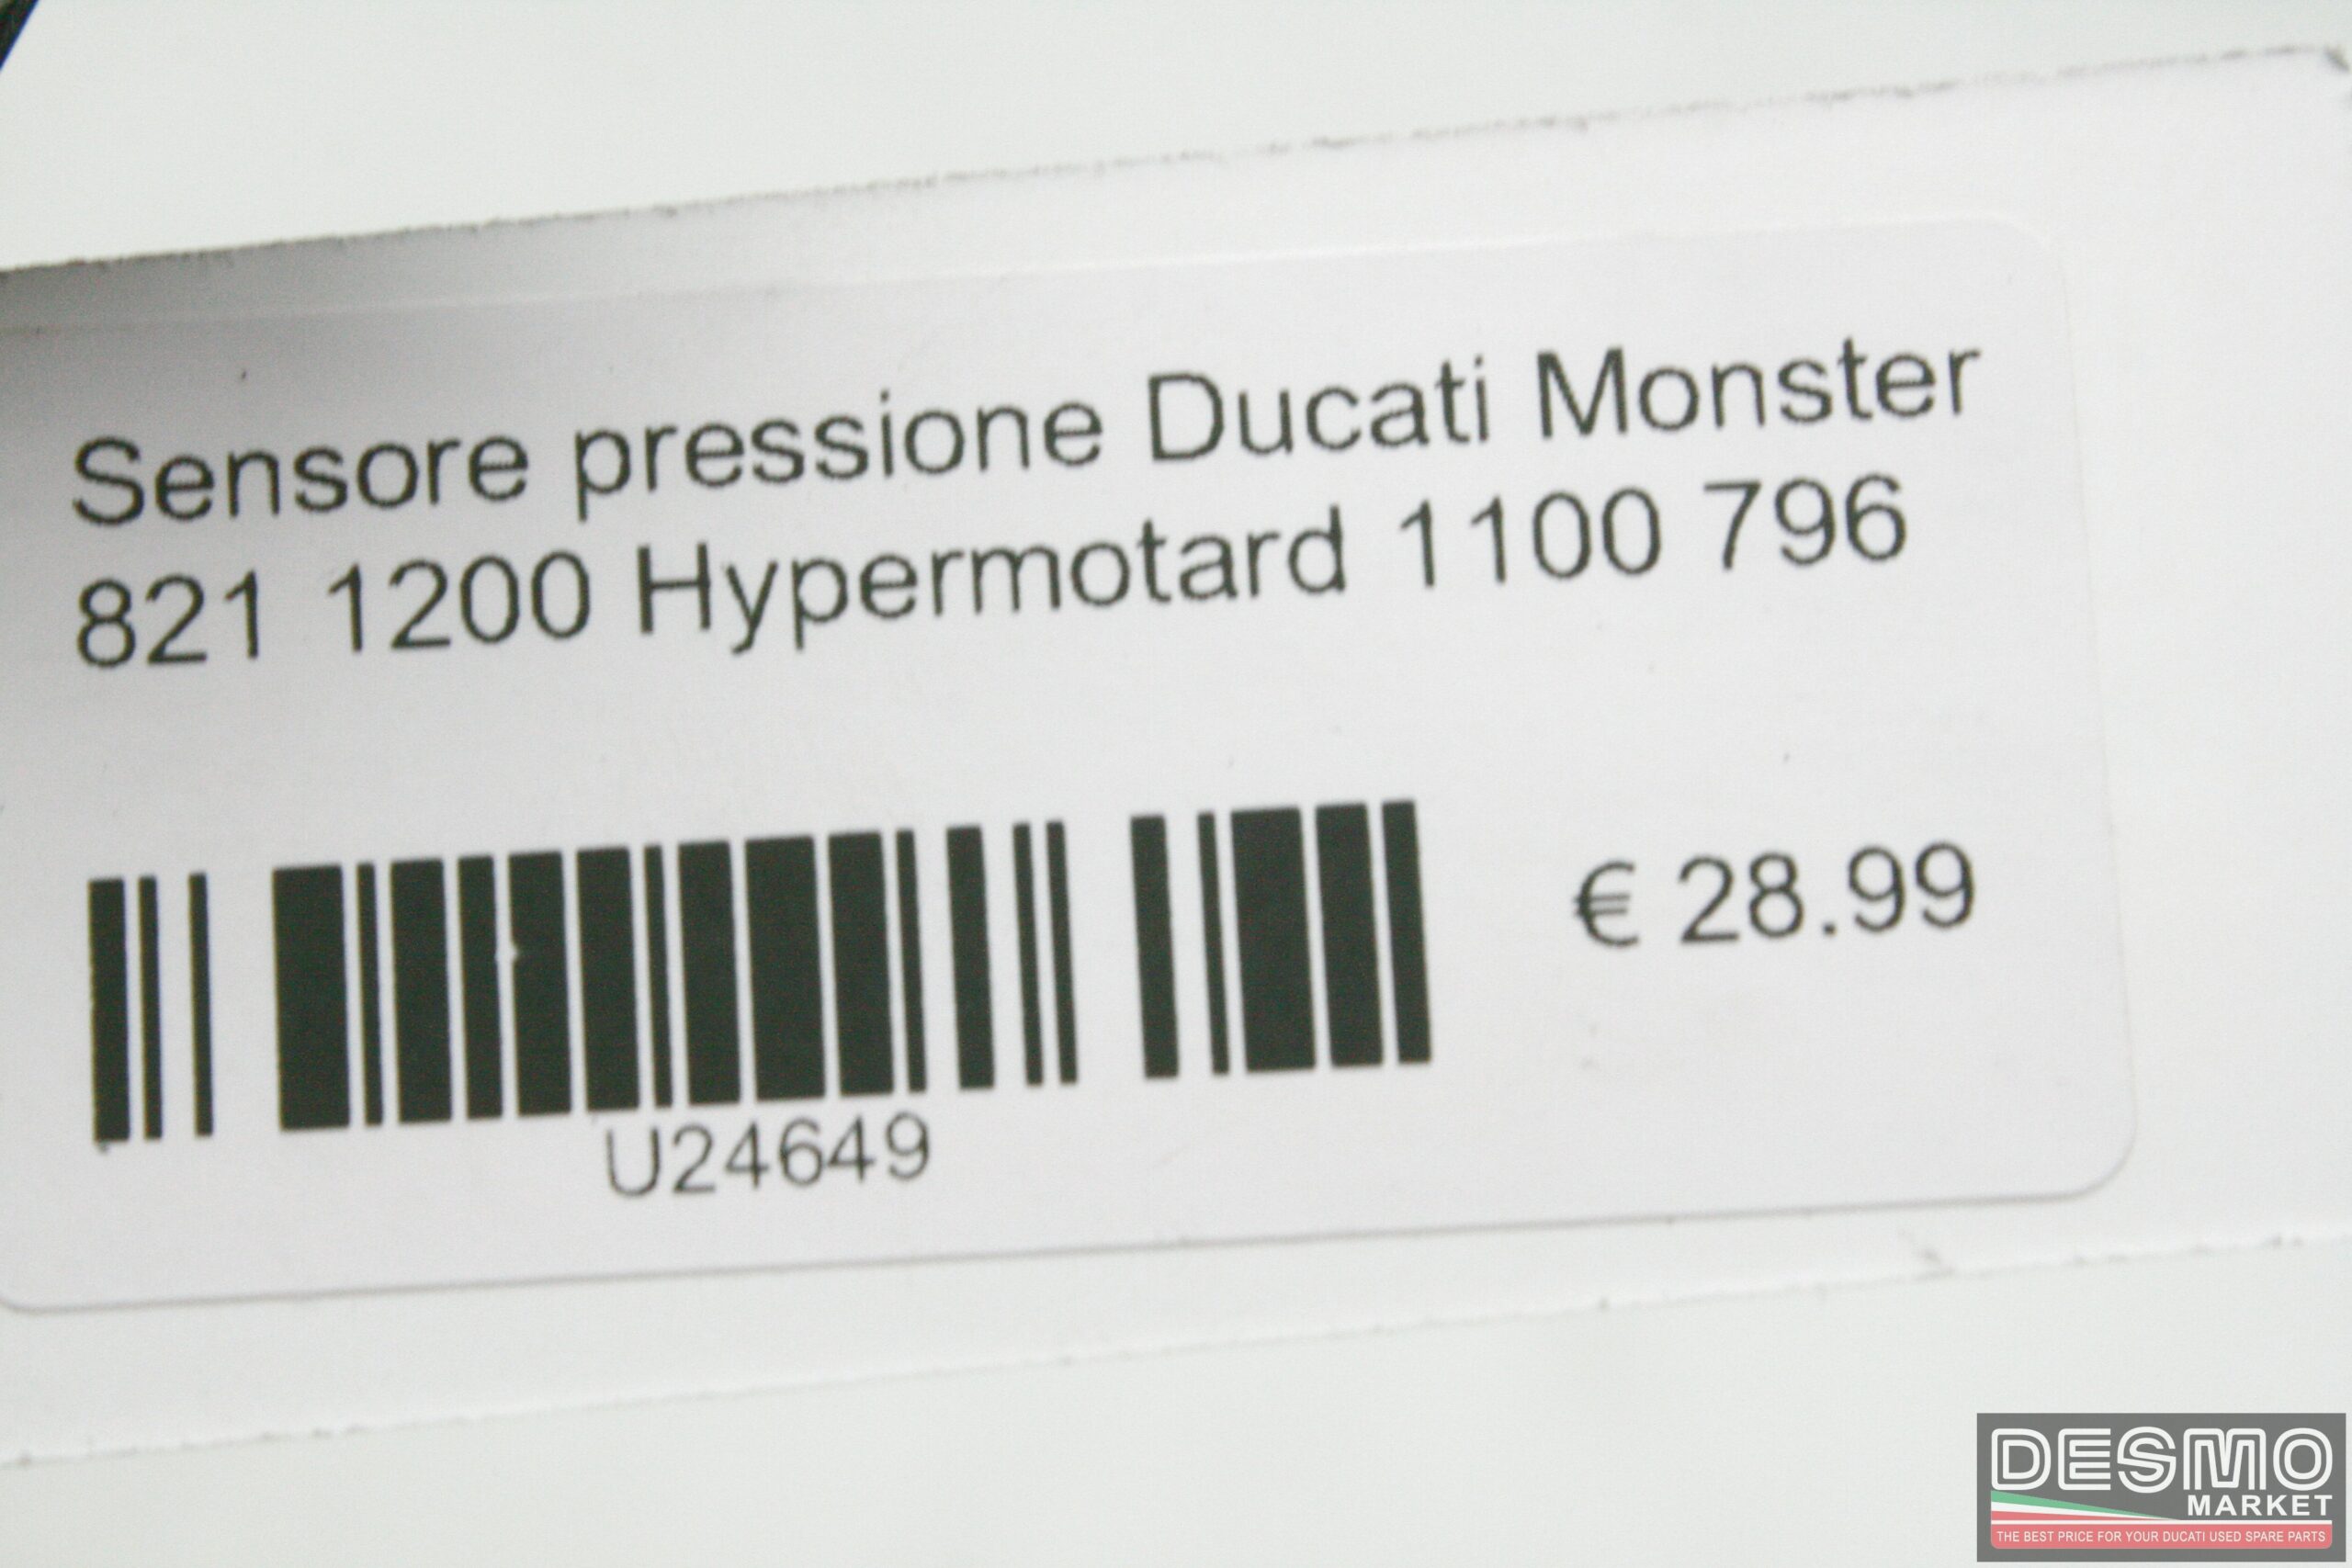 Sensore pressione Ducati Monster
821 1200 Hypermotard 1100 796
€ 28.99
U24649
DESMO
MARKET
THE BEST PRICE FOR YOUR DUCATI USED SPARE PARTS